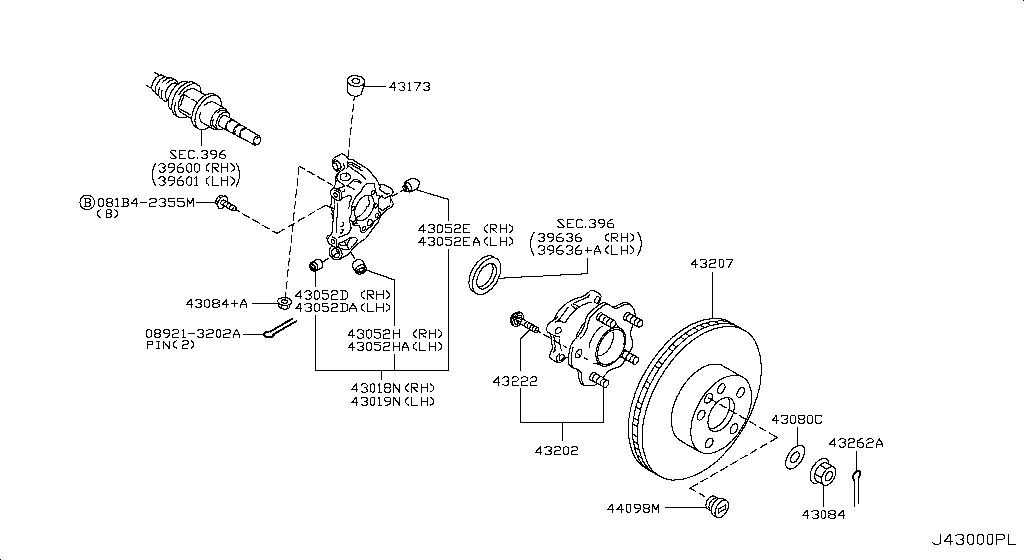 43173
SEC.396
(39600 (RH)
39601 (LH))
B 081B4-2355M
(8)
43052E (RH)
43052EA(LH)
SEC.396
(39636 (RH)
39636+A(LH))
43207
43084+A
43052D (RH)
43052DA(LH)
08921-3202A
PIN(2)
43052H (RH)
43052HA(LH)
43018N(RH)
43019N(LH)
43222
43202
43080C
43262A
44098M
43084
J43000PL